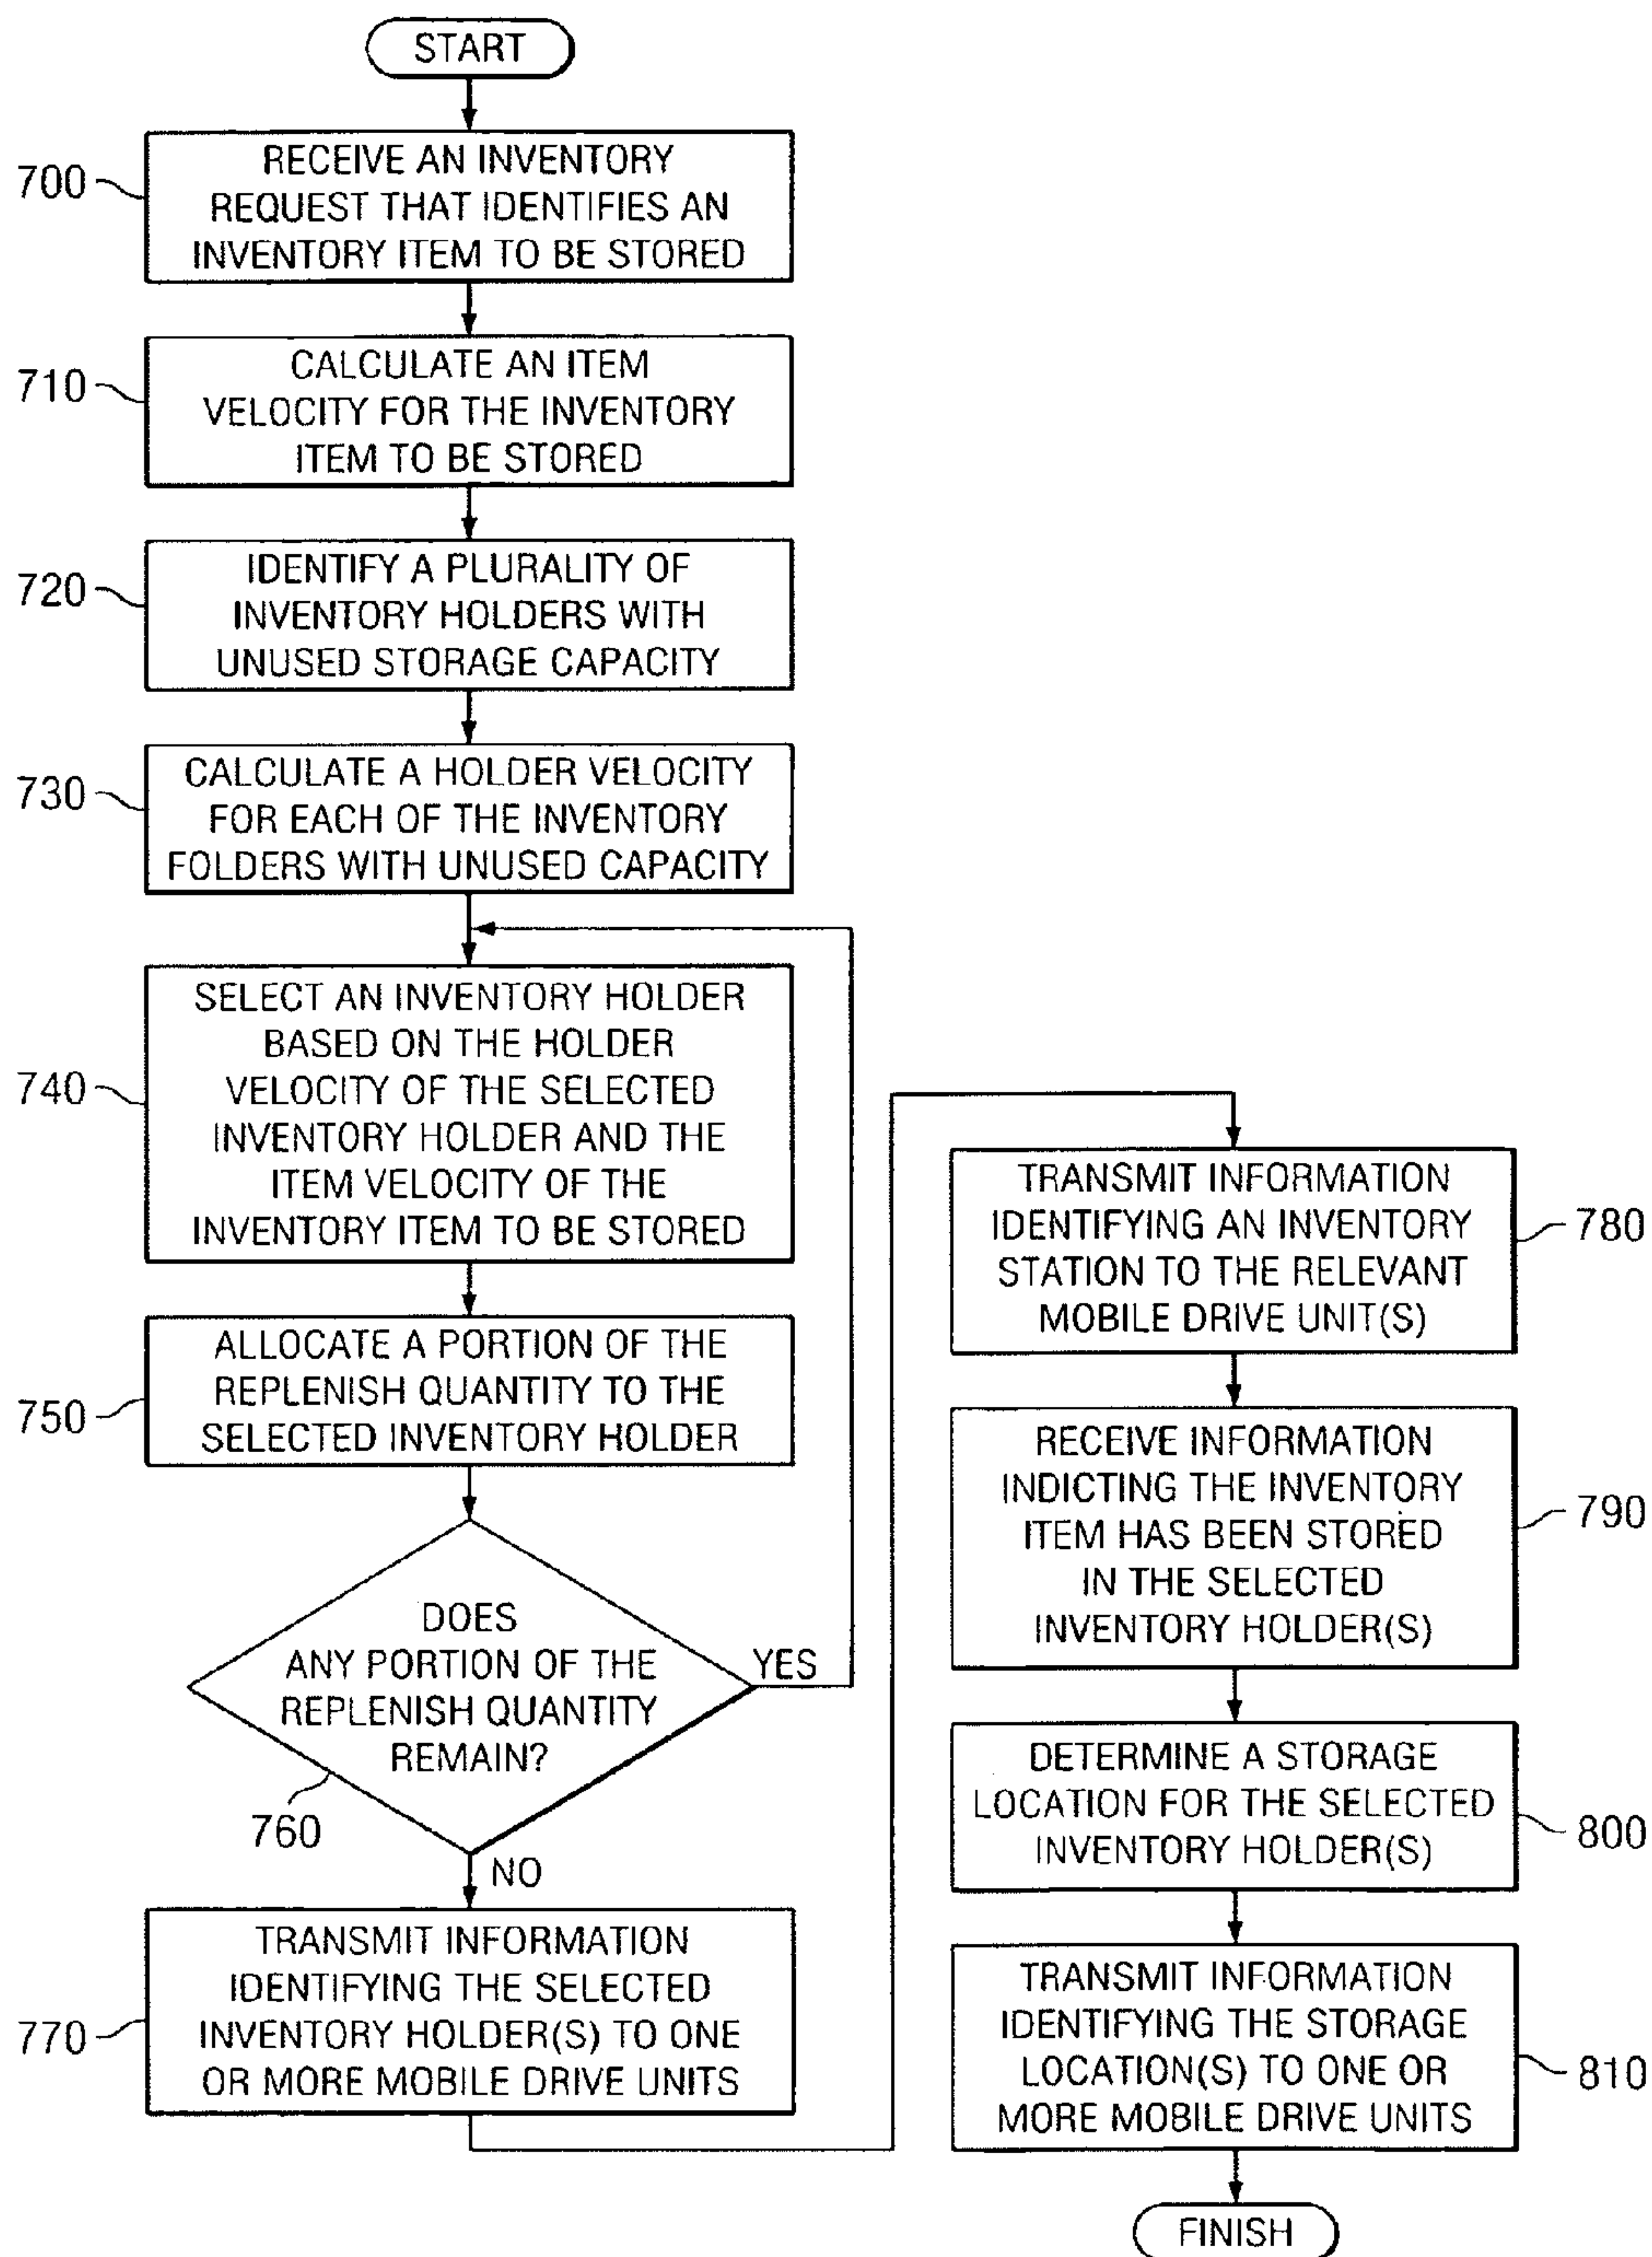 START
700
RECEIVE AN INVENTORY
REQUEST THAT IDENTIFIES AN
INVENTORY ITEM TO BE STORED
710
CALCULATE AN ITEM
VELOCITY FOR THE INVENTORY
ITEM TO BE STORED
720
IDENTIFY A PLURALITY OF
INVENTORY HOLDERS WITH
UNUSED STORAGE CAPACITY
730
CALCULATE A HOLDER VELOCITY
FOR EACH OF THE INVENTORY
FOLDERS WITH UNUSED CAPACITY
740
SELECT AN INVENTORY HOLDER
BASED ON THE HOLDER
VELOCITY OF THE SELECTED
INVENTORY HOLDER AND THE
ITEM VELOCITY OF THE
INVENTORY ITEM TO BE STORED
750
ALLOCATE A PORTION OF THE
REPLENISH QUANTITY TO THE
SELECTED INVENTORY HOLDER
DOES
ANY PORTION OF THE
REPLENISH QUANTITY
REMAIN?
YES
760
NO
770
TRANSMIT INFORMATION
IDENTIFYING THE SELECTED
INVENTORY HOLDER(S) TO ONE
OR MORE MOBILE DRIVE UNITS
TRANSMIT INFORMATION
IDENTIFYING AN INVENTORY
STATION TO THE RELEVANT
MOBILE DRIVE UNIT(S)
780
RECEIVE INFORMATION
INDICTING THE INVENTORY
ITEM HAS BEEN STORED
IN THE SELECTED
INVENTORY HOLDER(S)
790
DETERMINE A STORAGE
LOCATION FOR THE SELECTED
INVENTORY HOLDER(S)
800
TRANSMIT INFORMATION
IDENTIFYING THE STORAGE
LOCATION(S) TO ONE OR
MORE MOBILE DRIVE UNITS
810
FINISH